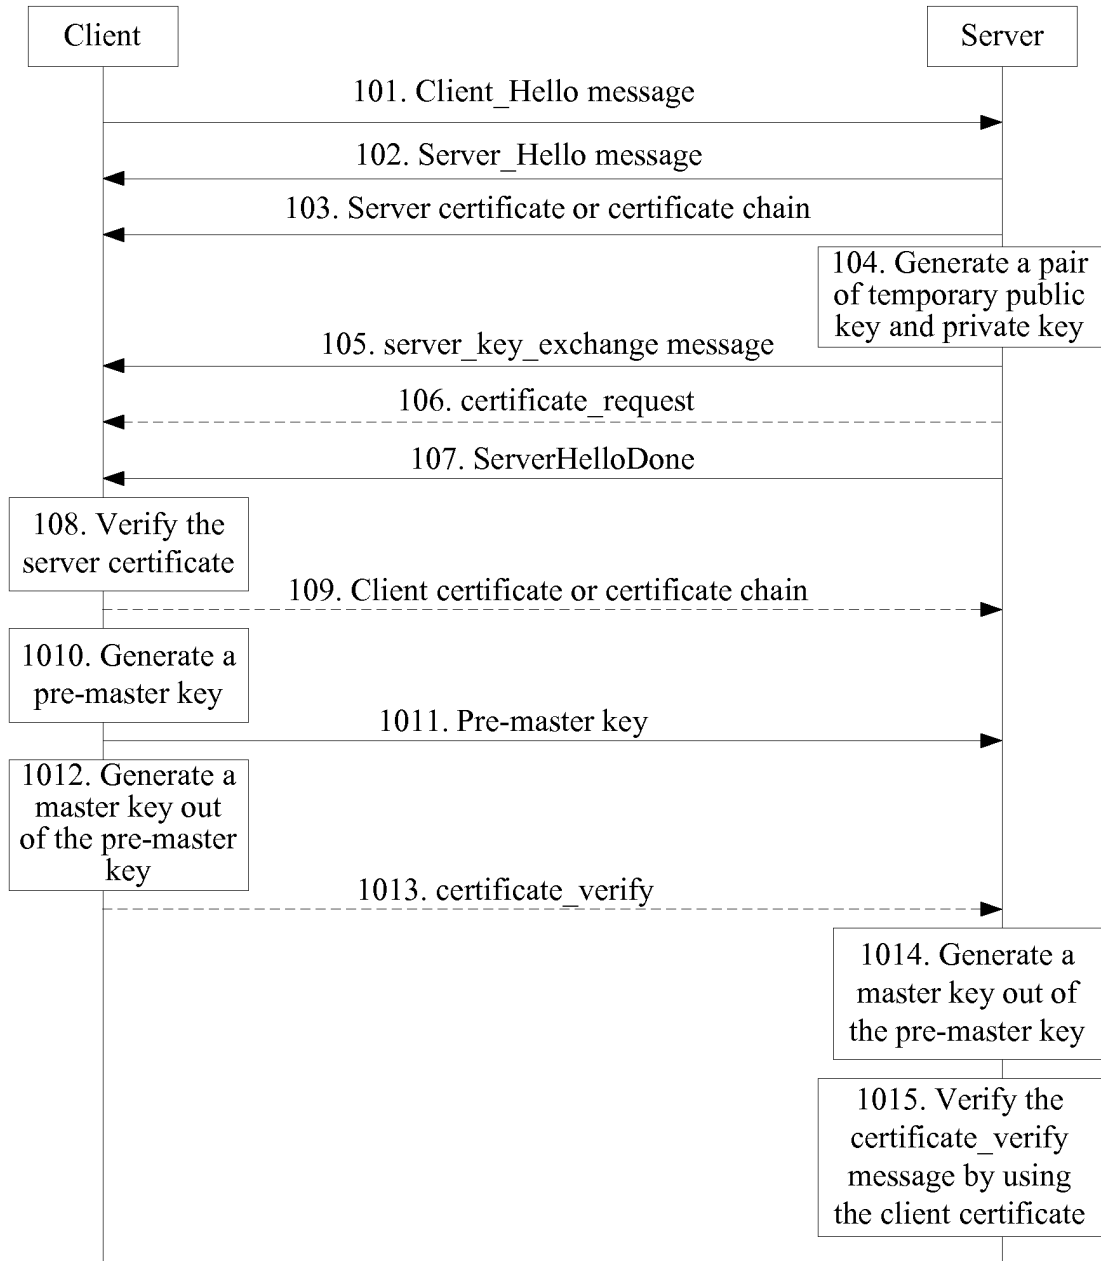 Client
Server
101. Client_Hello message
102. Server_Hello message
103. Server certificate or certificate chain
104. Generate a pair
of temporary public
key and private key
105. server_key_exchange message
106. certificate_request
107. ServerHelloDone
108. Verify the
server certificate
109. Client certificate or certificate chain
1010. Generate a
pre-master key
1011. Pre-master key
1012. Generate a
master key out
of the pre-master
key
1013. certificate_verify
1014. Generate a
master key out of
the pre-master key
1015. Verify the
certificate_verify
message by using
the client certificate